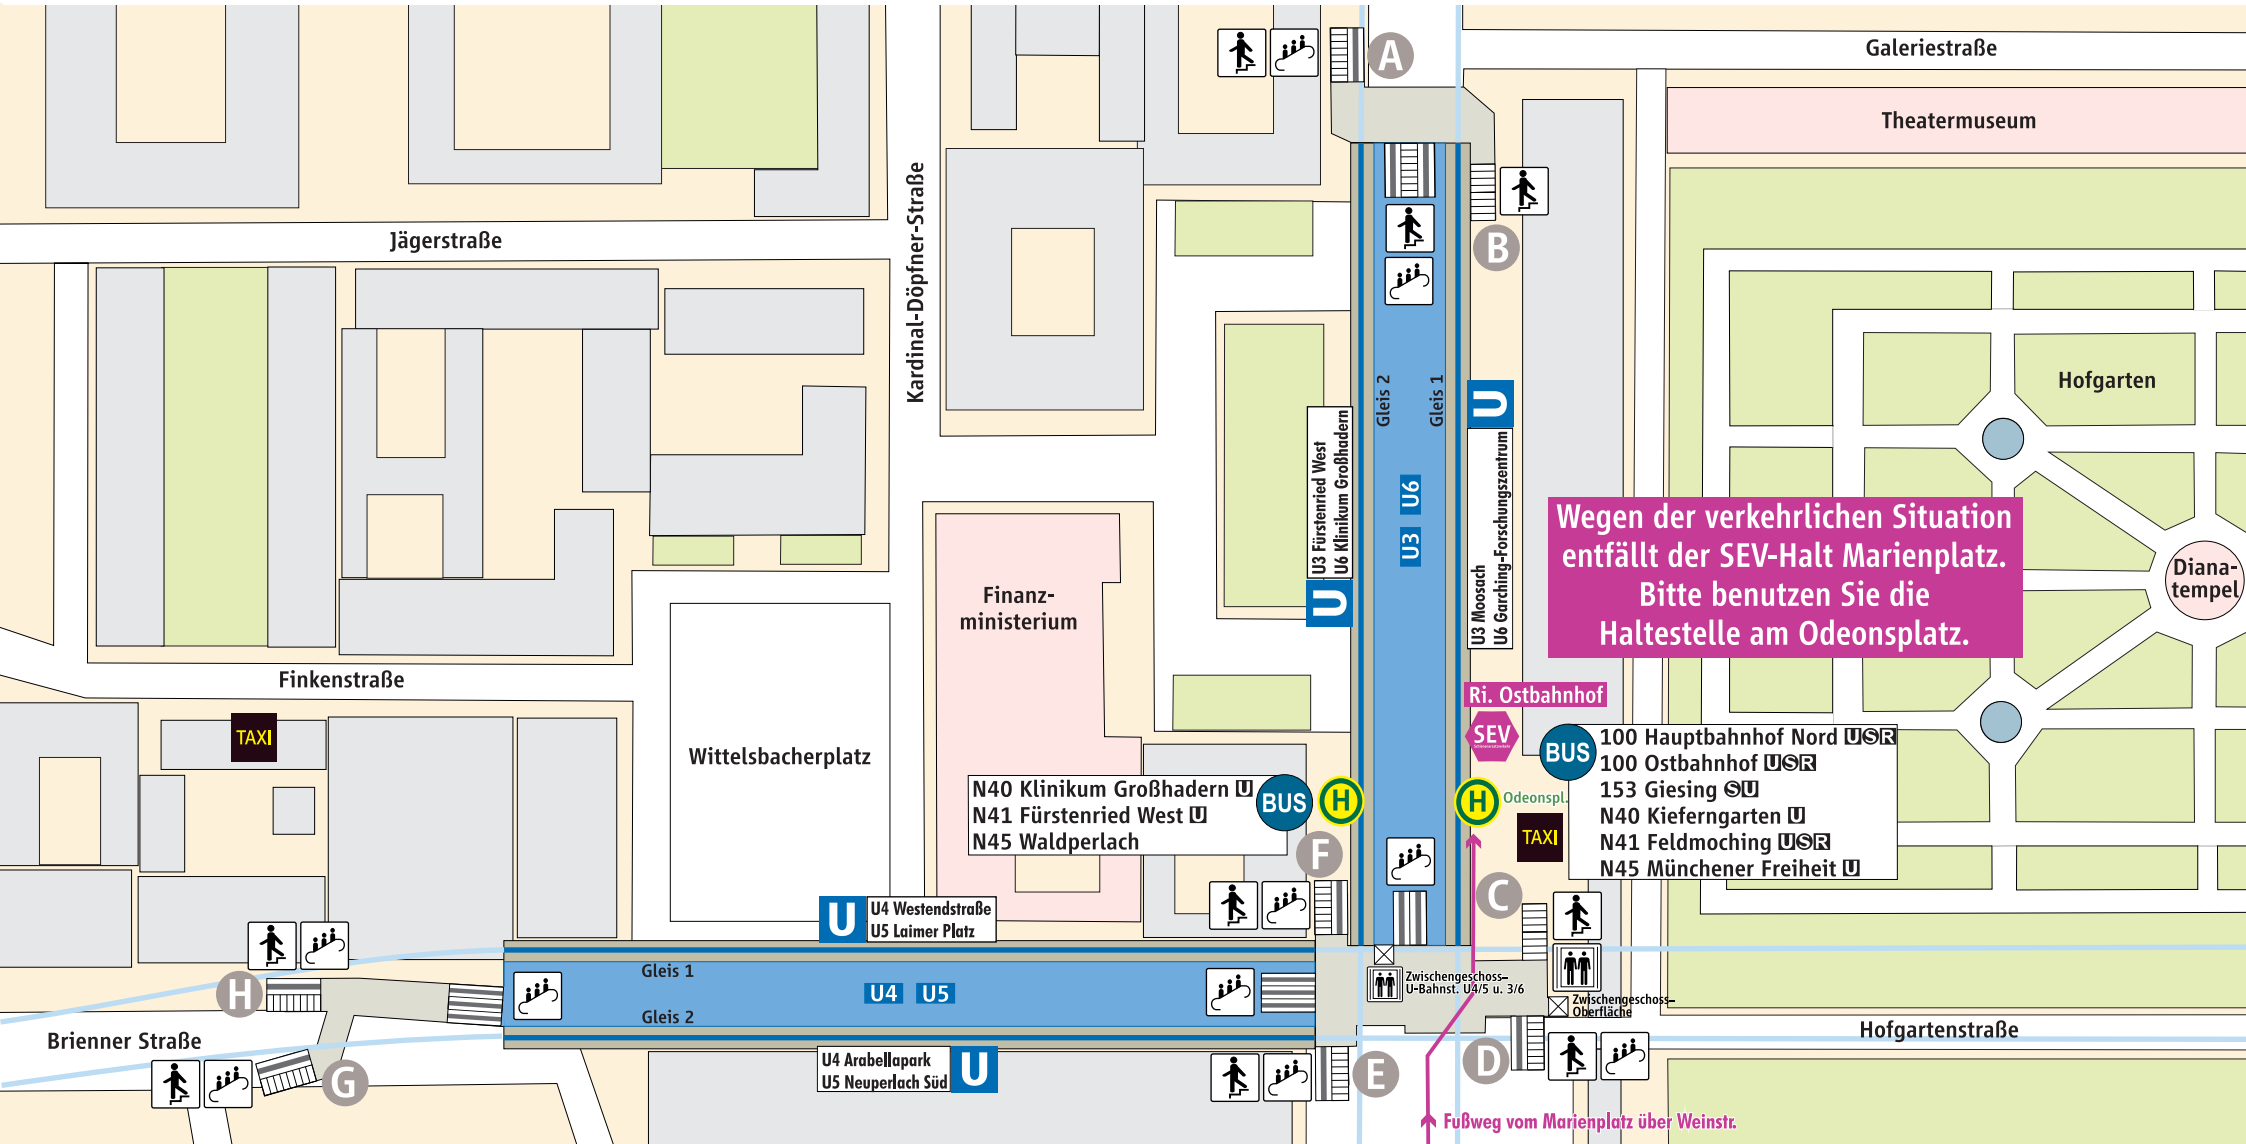 A
Galeriestraße
Theatermuseum
Kardinal-Döpfner-Straße
Jägerstraße
B
Gleis 2
Gleis 1
Hofgarten
U
U3 Fürstenried West
U6 Klinikum Großhadern
U
U3 Moosach
U6 Garching-Forschungszentrum
U3 U6
Wegen der verkehrlichen Situation
entfällt der SEV-Halt Marienplatz.
Bitte benutzen Sie die
Haltestelle am Odeonsplatz.
Diana-
tempel
Finanz-
ministerium
Finkenstraße
Ri. Ostbahnhof
SEV
TAXI
Wittelsbacherplatz
BUS
100 Hauptbahnhof Nord U S R
100 Ostbahnhof U S R
153 Giesing S U
N40 Kieferngarten U
N41 Feldmoching U S R
N45 Münchener Freiheit U
N40 Klinikum Großhadern U
N41 Fürstenried West U
N45 Waldperlach
BUS
H
H
Odeonspl.
TAXI
F
C
U
U4 Westendstraße
U5 Laimer Platz
Gleis 1
U4 U5
Gleis 2
H
Zwischengeschoss–
U-Bahnst. U4/5 u. 3/6
Zwischengeschoss–
Oberfläche
Hofgartenstraße
Brienner Straße
U4 Arabellapark
U5 Neuperlach Süd
U
G
E
D
Fußweg vom Marienplatz über Weinstr.